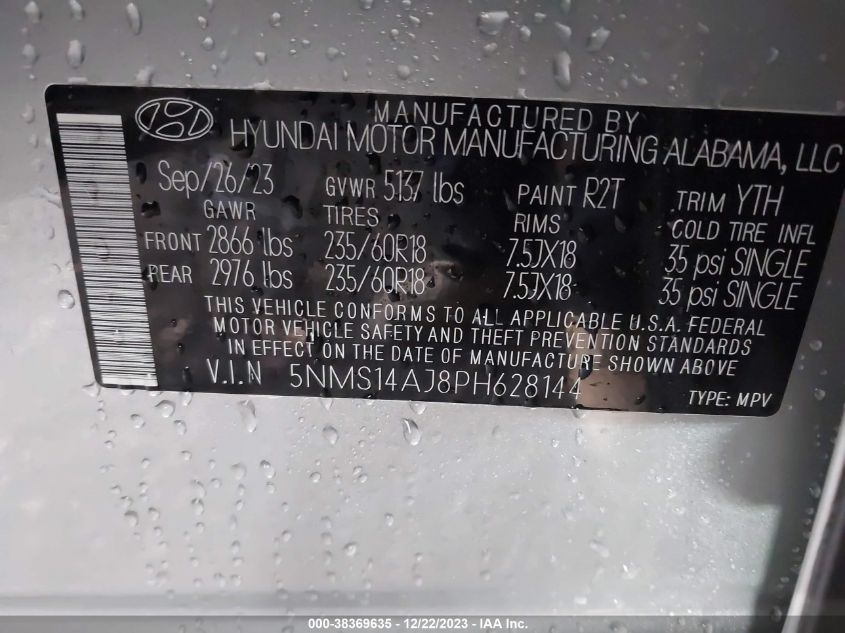 MANUFACTURED BY
HYUNDAI MOTOR MANUFACTURING ALABAMA, LLC
Sep/26/23 GVWR 5137 lbs PAINT R2T TRIM YTH
GAWR TIRES RIMS COLD TIRE INFL
FRONT 2866 lbs 235/60R18 7.5JX18 35 psi SINGLE
REAR 2976 lbs 235/60R18 7.5JX18 35 psi SINGLE
THIS VEHICLE CONFORMS TO ALL APPLICABLE U.S.A. FEDERAL
MOTOR VEHICLE SAFETY AND THEFT PREVENTION STANDARDS
IN EFFECT ON THE DATE OF MANUFACTURE SHOWN ABOVE.
V.I.N 5NMS14AJ8PH628144 TYPE: MPV
000-38369635 - 12/22/2023 - IAA Inc.